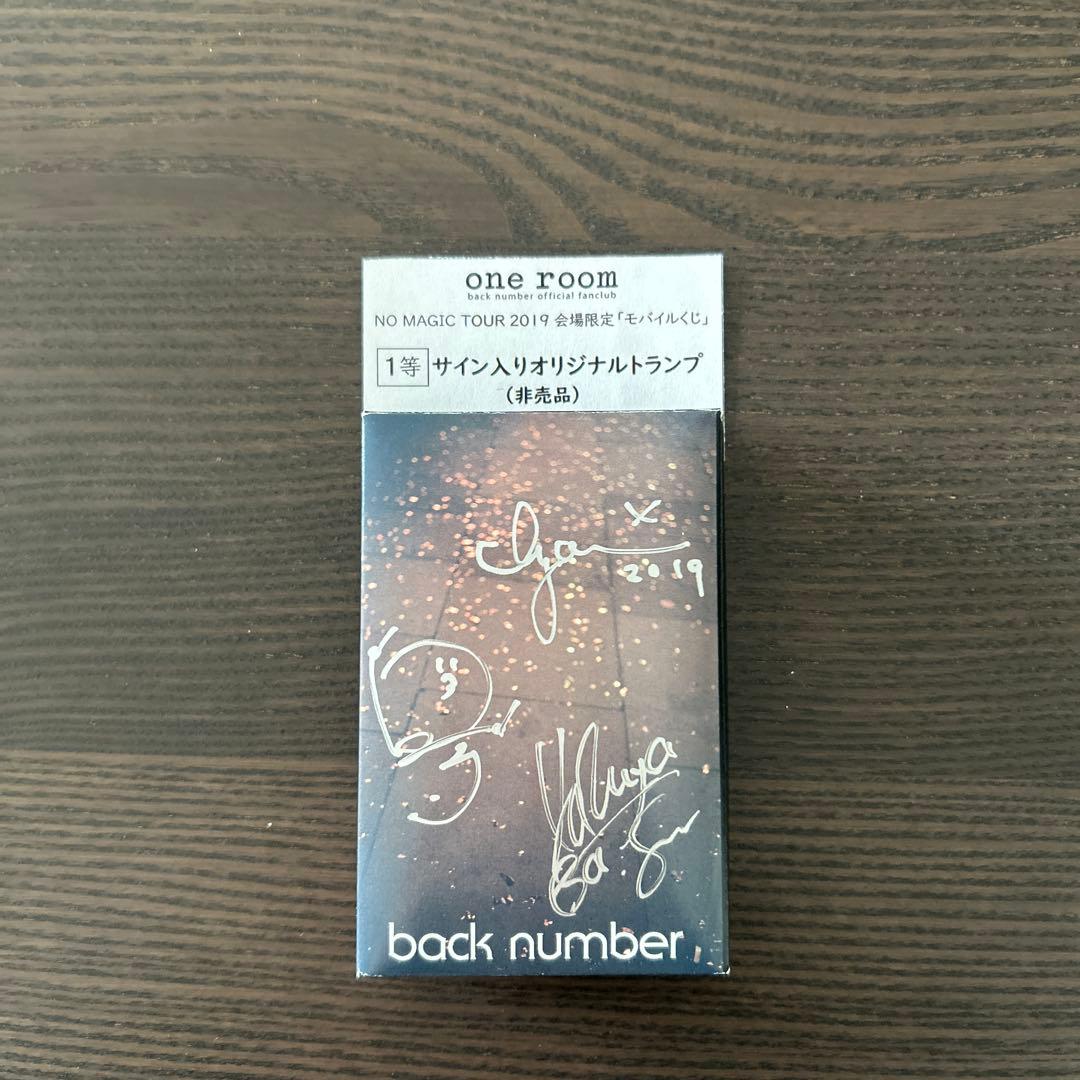 one room
back number official fanclub
NO MAGIC TOUR 2019 会場限定「モバイルくじ」
1等 サイン入りオリジナルトランプ
(非売品)
2019
back number